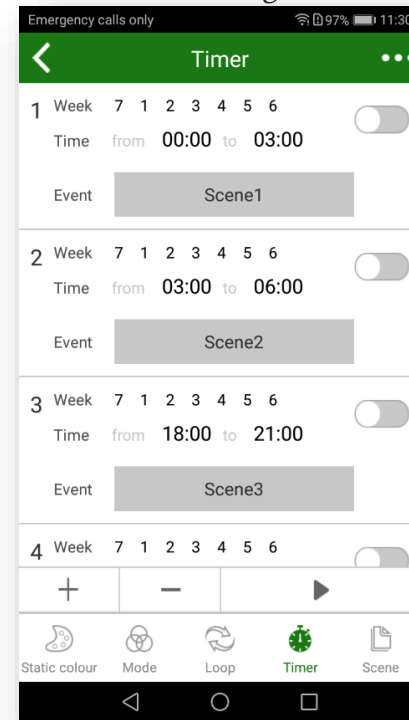 Emergency calls only 97% 11:30
Timer
1 Week 7 1 2 3 4 5 6
Time from 00:00 to 03:00
Event Scene1
2 Week 7 1 2 3 4 5 6
Time from 03:00 to 06:00
Event Scene2
3 Week 7 1 2 3 4 5 6
Time from 18:00 to 21:00
Event Scene3
4 Week 7 1 2 3 4 5 6
Static colour Mode Loop Timer Scene